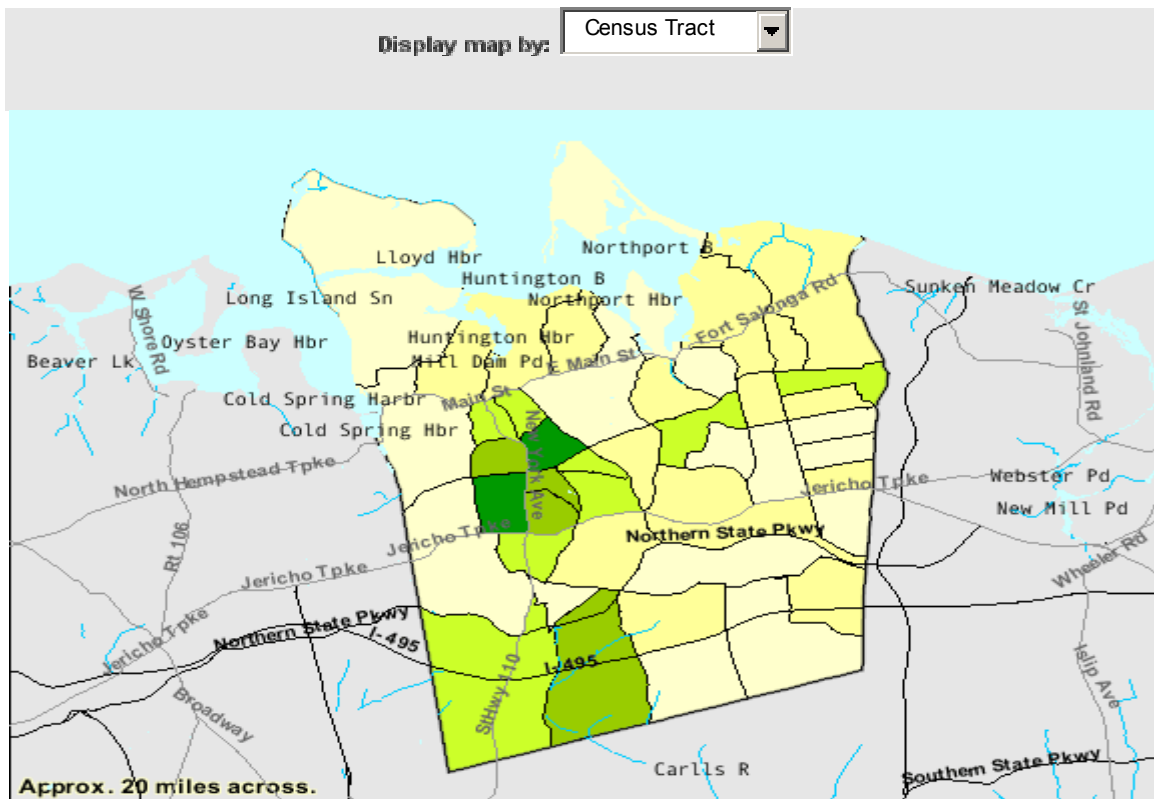 Display map by: Census Tract
Northport B
Lloyd Hbr
Huntington B
Sunken Meadow Cr
Long Island Sn
Northport Hbr
W Shore Rd
Fort Salonga Rd
St Johnland Rd
Oyster Bay Hbr
Huntington Hbr
Beaver Lk
Mill Dam Pd
E Main St
Cold Spring Harbr
Main St
Cold Spring Hbr
New York Ave
North Hempstead Tpke
Webster Pd
Jericho Tpke
New Mill Pd
Jericho Tpke
Northern State Pkwy
Rt 106
Wheeler Rd
Jericho Tpke
Jericho Tpke
Northern State Pkwy
I-495
I-495
StHwy 110
Islip Ave
Broadway
Carlls R
Southern State Pkwy
Approx. 20 miles across.